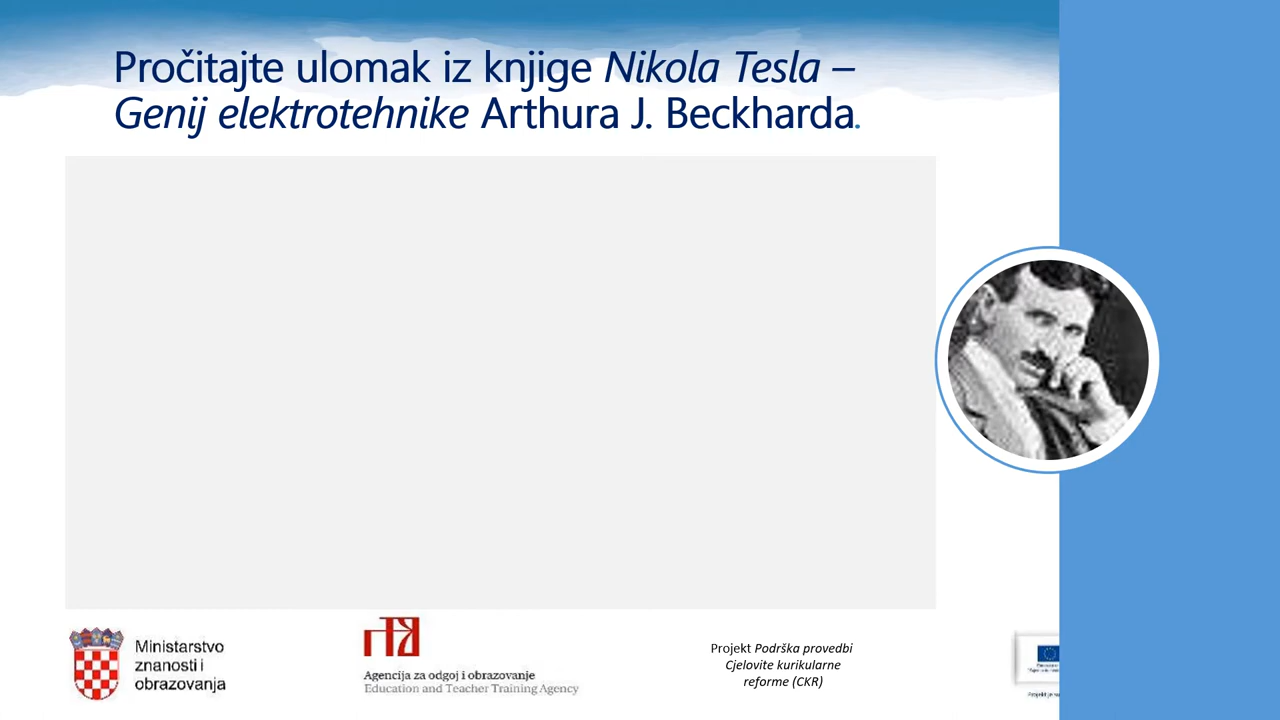 Pročitajte ulomak iz knjige Nikola Tesla –
Genij elektrotehnike Arthura J. Beckharda.
Ministarstvo
znanosti i
obrazovanja
Agencija za odgoj i obrazovanje
Education and Teacher Training Agency
Projekt Podrška provedbi
Cjelovite kurikularne
reforme (CKR)